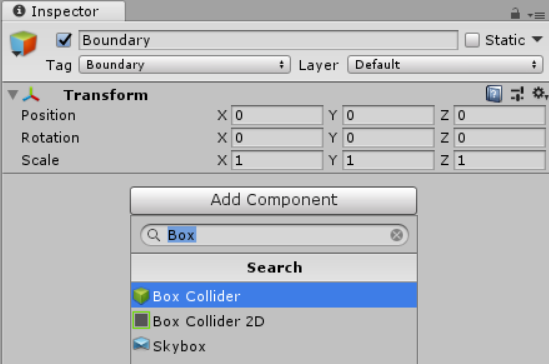 Inspector
Boundary Static
Tag Boundary Layer Default
Transform
Position X 0 Y 0 Z 0
Rotation X 0 Y 0 Z 0
Scale X 1 Y 1 Z 1
Add Component
Box
Search
Box Collider
Box Collider 2D
Skybox